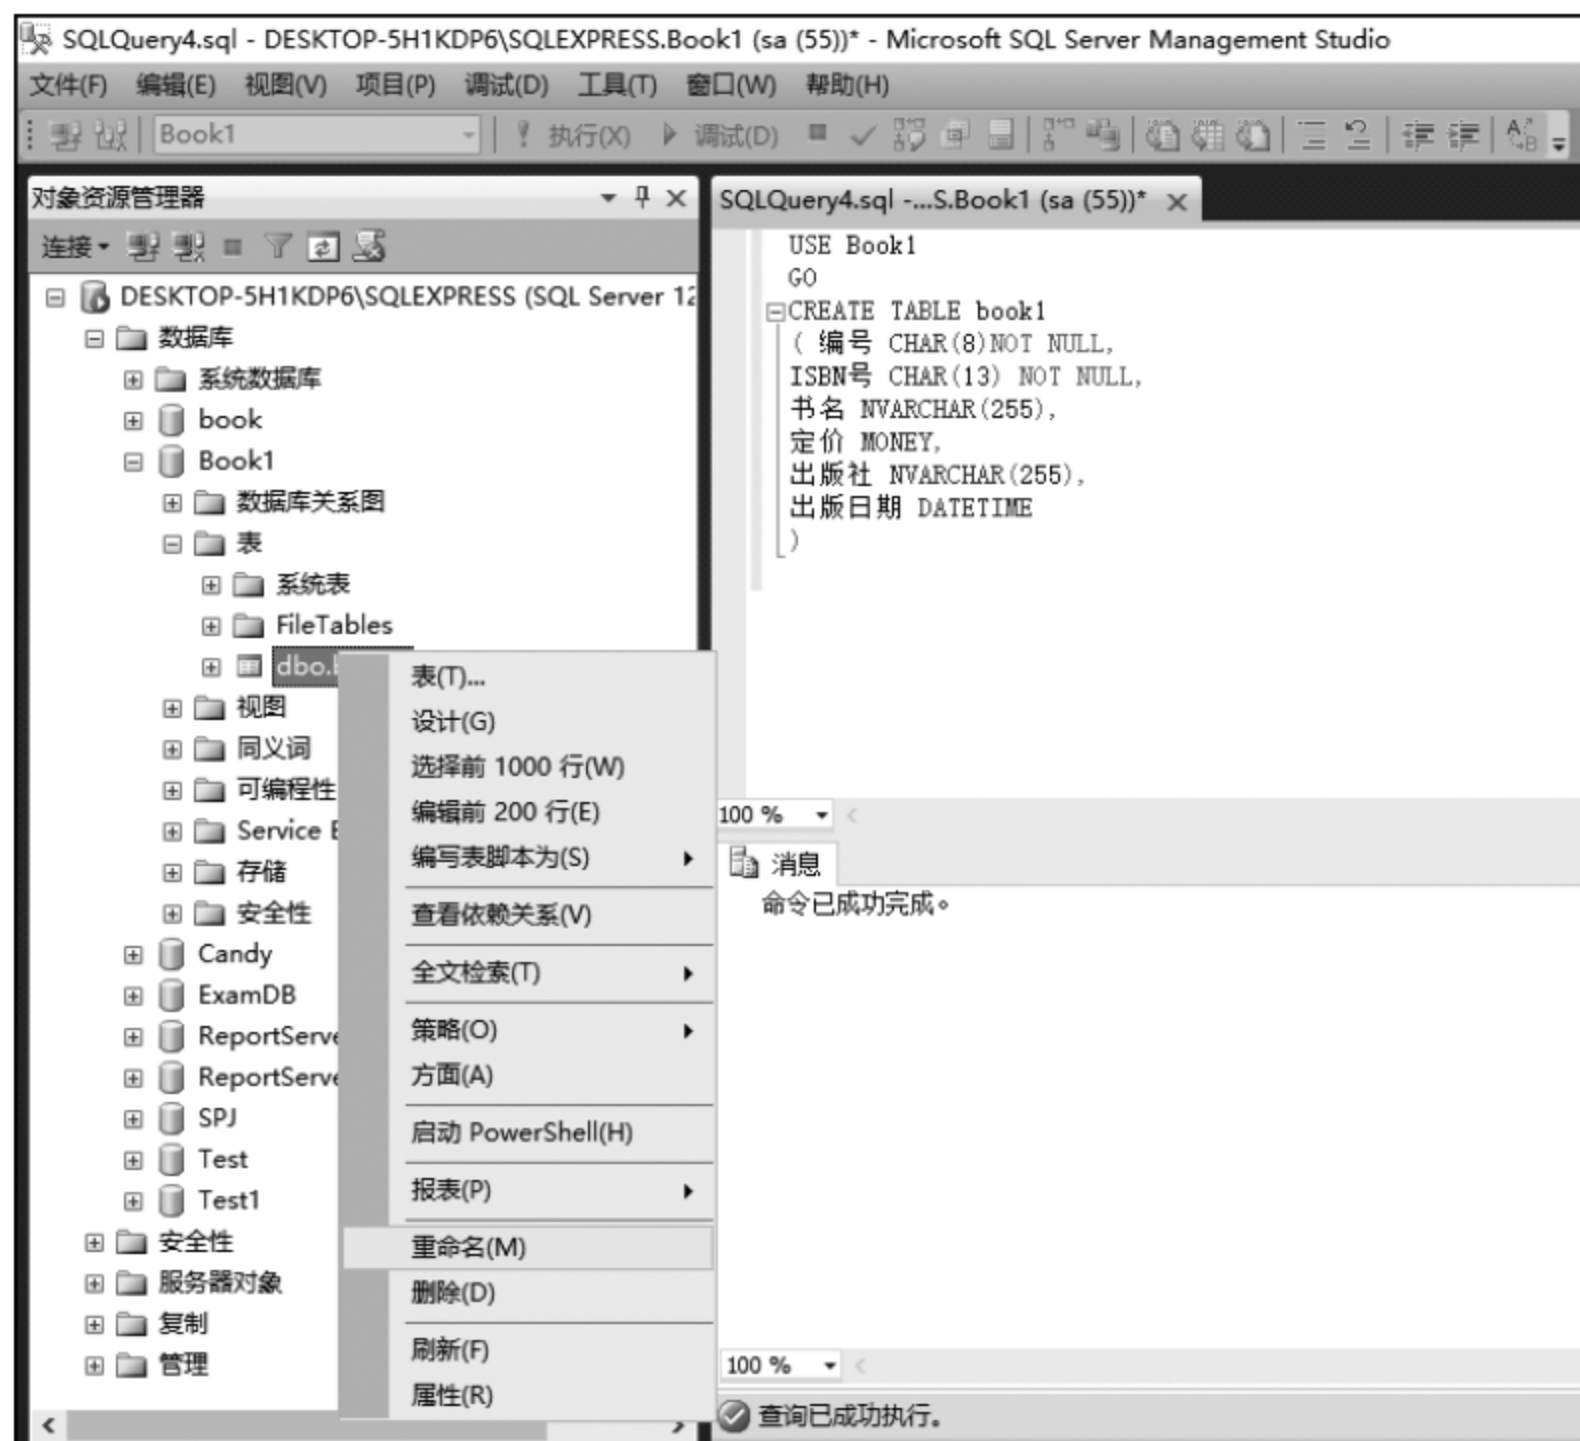 SQLQuery4.sql - DESKTOP-5H1KDP6\SQLEXPRESS.Book1 (sa (55))* - Microsoft SQL Server Management Studio
文件(F) 编辑(E) 视图(V) 项目(P) 调试(D) 工具(T) 窗口(W) 帮助(H)
Book1 执行(X) 调试(D)
对象资源管理器
连接
DESKTOP-5H1KDP6\SQLEXPRESS (SQL Server 12
数据库
系统数据库
book
Book1
数据库关系图
表
系统表
FileTables
dbo.
视图
同义词
可编程性
Service
存储
安全性
Candy
ExamDB
ReportServe
ReportServe
SPJ
Test
Test1
安全性
服务器对象
复制
管理
表(T)...
设计(G)
选择前 1000 行(W)
编辑前 200 行(E)
编写表脚本为(S)
查看依赖关系(V)
全文检索(T)
策略(O)
方面(A)
启动 PowerShell(H)
报表(P)
重命名(M)
删除(D)
刷新(F)
属性(R)
SQLQuery4.sql -...S.Book1 (sa (55))*
USE Book1
GO
CREATE TABLE book1
( 编号 CHAR(8)NOT NULL,
ISBN号 CHAR(13) NOT NULL,
书名 NVARCHAR(255),
定价 MONEY,
出版社 NVARCHAR(255),
出版日期 DATETIME
)
100 %
消息
命令已成功完成。
100 %
查询已成功执行。